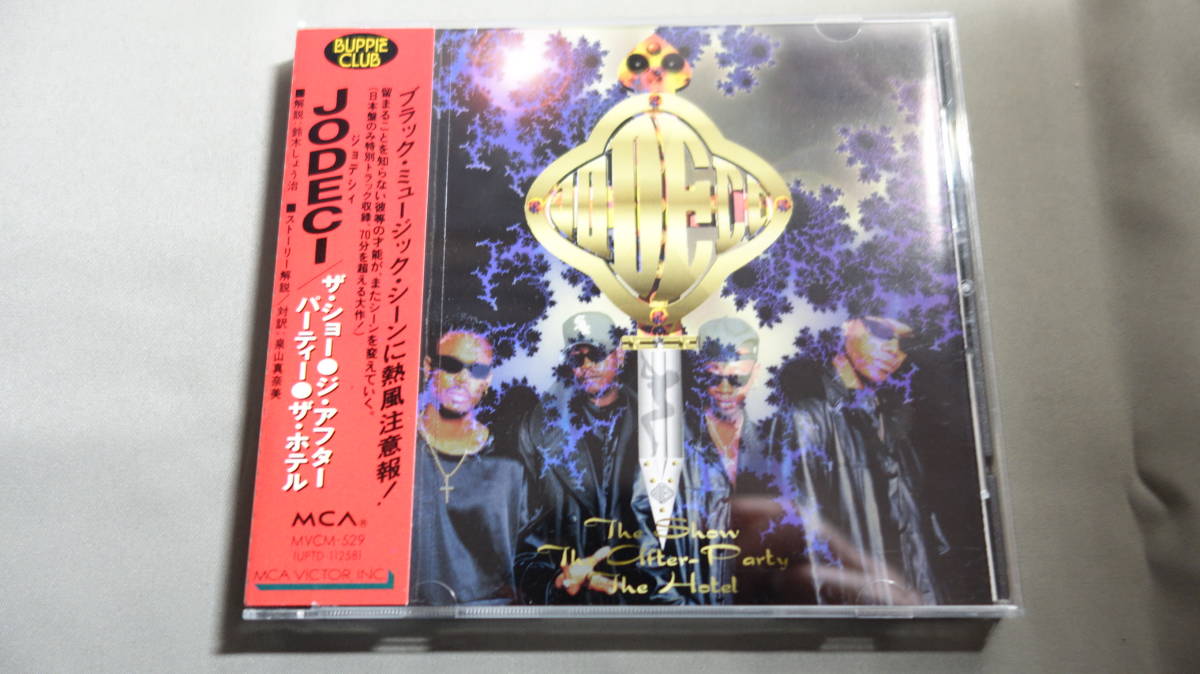 BUPPIE
CLUB
ブラック・ミュージック・シーンに熱風注意報!
留まることを知らない彼等の才能が、またシーンを変えていく。
(日本盤のみ特別トラック収録、70分を超える大作!)
JODECI
ジョデシィ
ザ・ショー●ジ・アフター
パーティー●ザ・ホテル
■解説:鈴木しょう治
■ストーリー解説/対訳:泉山真奈美
MCA®
MVCM-529
(UPTD-11258)
MCA VICTOR INC.
JODECI
The Show
The After-Party
The Hotel